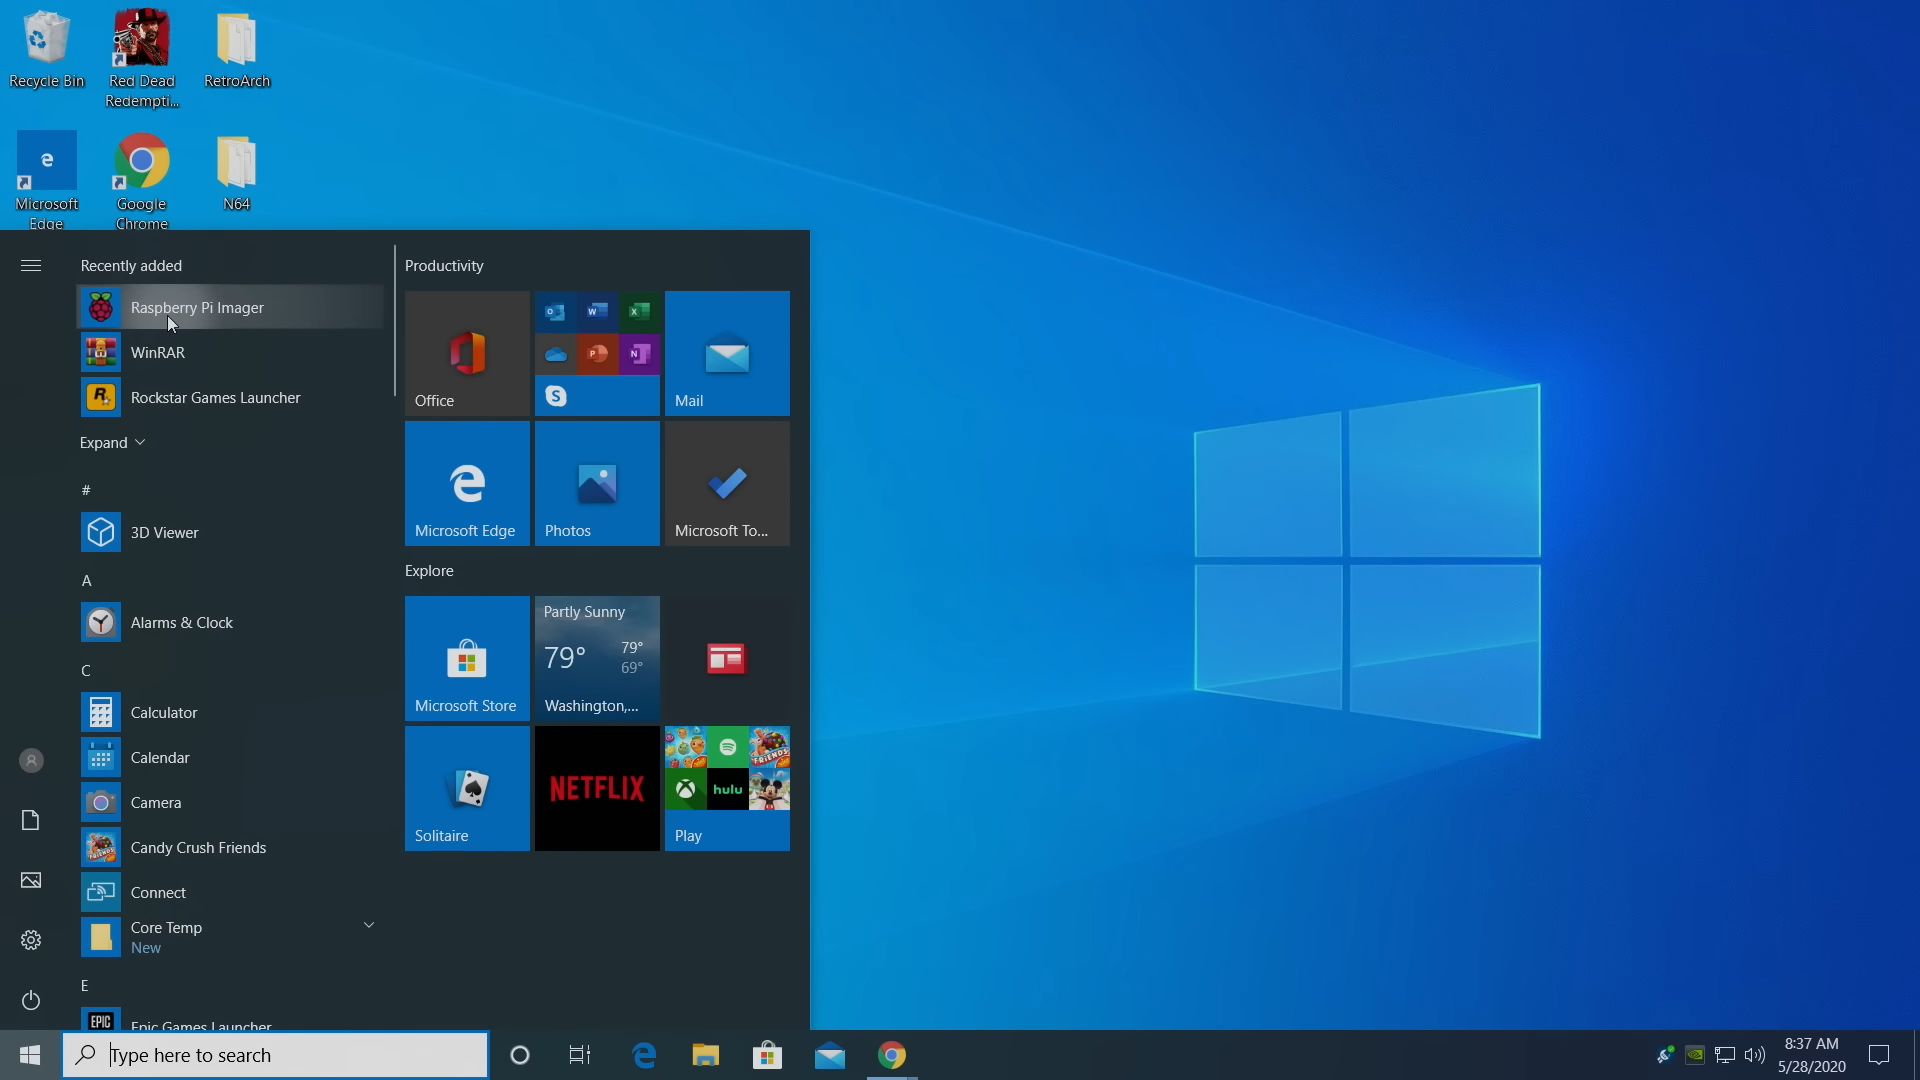 Recycle Bin
Red Dead
Redempti...
RetroArch
Microsoft
Edge
Google
Chrome
N64
Recently added
Raspberry Pi Imager
WinRAR
Rockstar Games Launcher
Expand
#
3D Viewer
A
Alarms & Clock
C
Calculator
Calendar
Camera
Candy Crush Friends
Connect
Core Temp
New
E
EPIC
Epic Games Launcher
Productivity
Office
Mail
Microsoft Edge
Photos
Microsoft To...
Explore
Microsoft Store
Partly Sunny
79°
79°
69°
Washington,...
Solitaire
NETFLIX
FRIENDS
hulu
Play
Type here to search
8:37 AM
5/28/2020